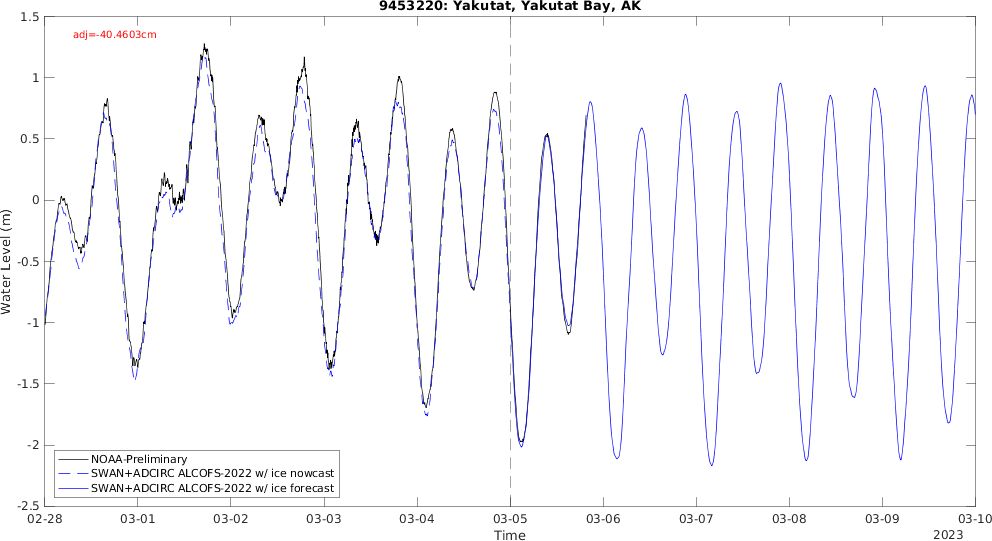 9453220: Yakutat, Yakutat Bay, AK
adj=-40.4603cm
1.5
1
0.5
0
-0.5
-1
-1.5
-2
-2.5
Water Level (m)
NOAA-Preliminary
SWAN+ADCIRC ALCOFS-2022 w/ ice nowcast
SWAN+ADCIRC ALCOFS-2022 w/ ice forecast
02-28 03-01 03-02 03-03 03-04 03-05 03-06 03-07 03-08 03-09 03-10
Time
2023